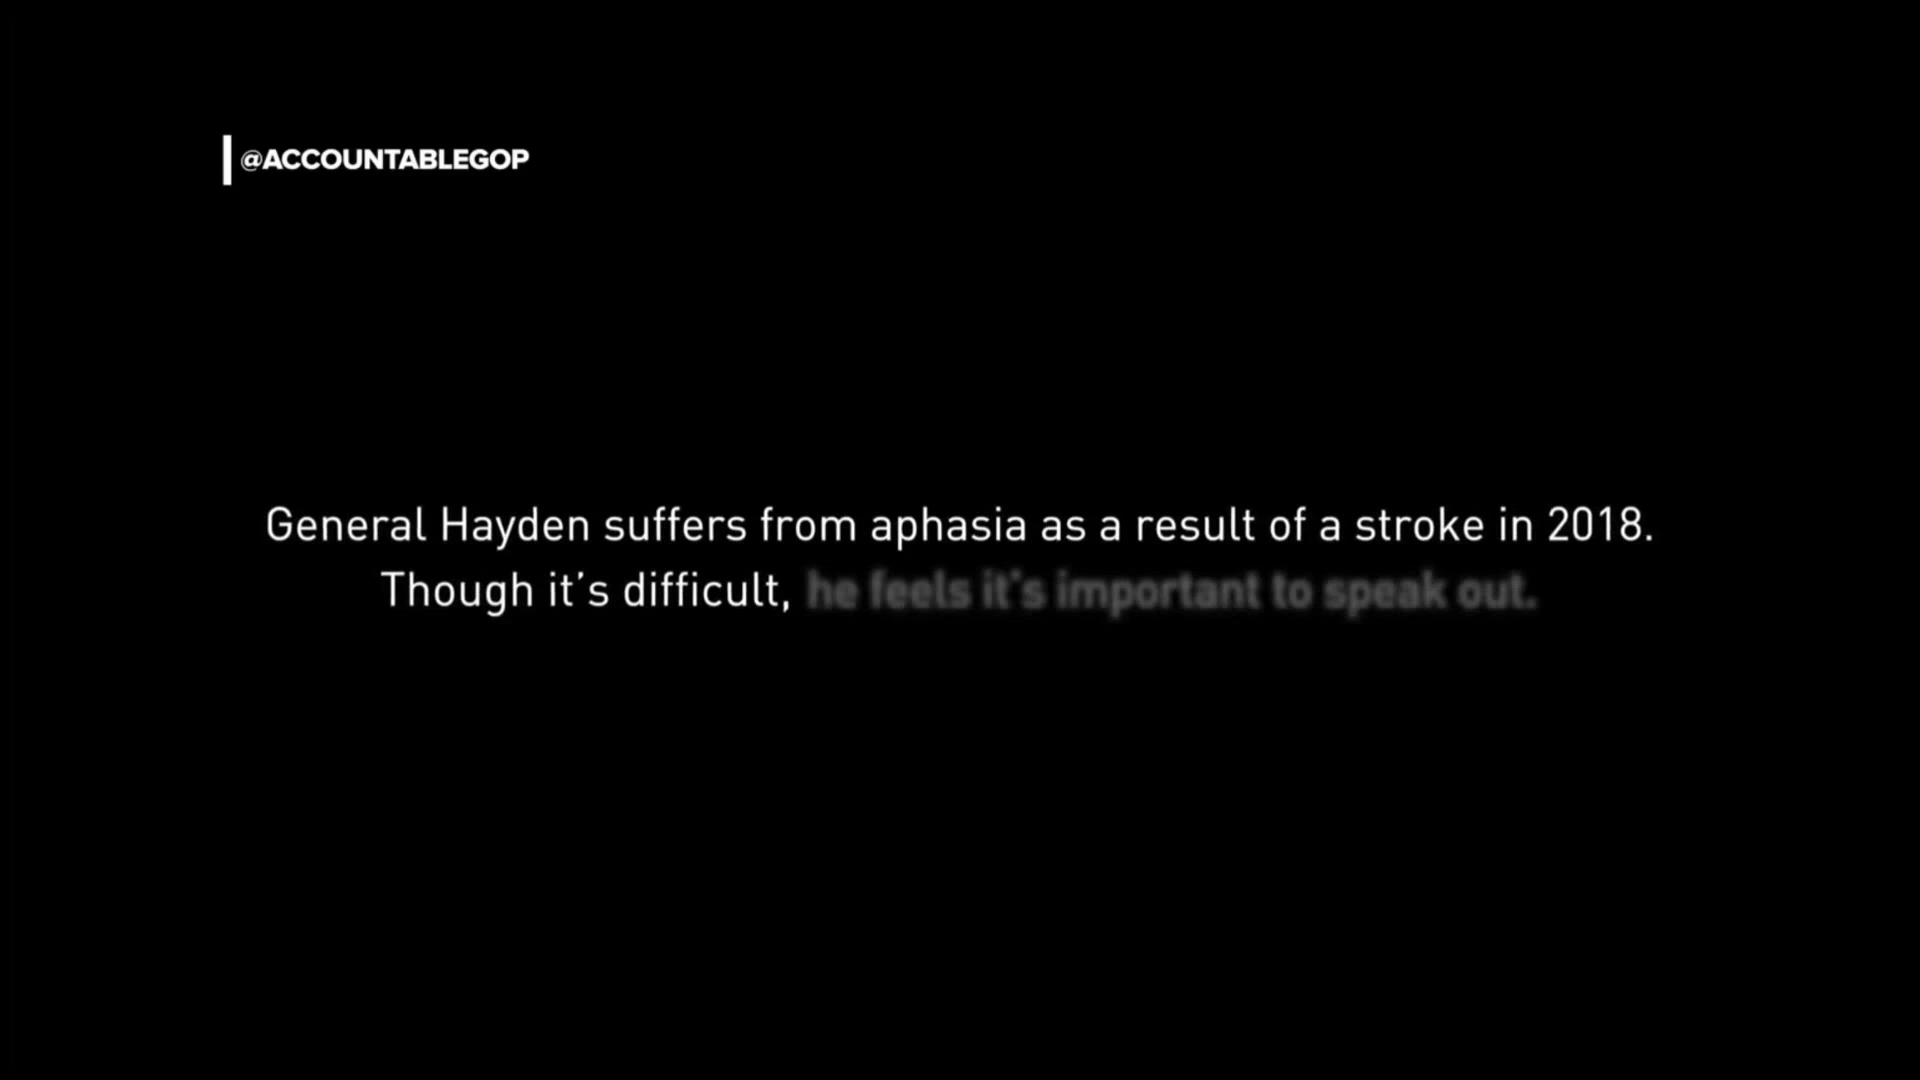 @ACCOUNTABLEGOP
General Hayden suffers from aphasia as a result of a stroke in 2018.
Though it's difficult, he feels it's important to speak out.